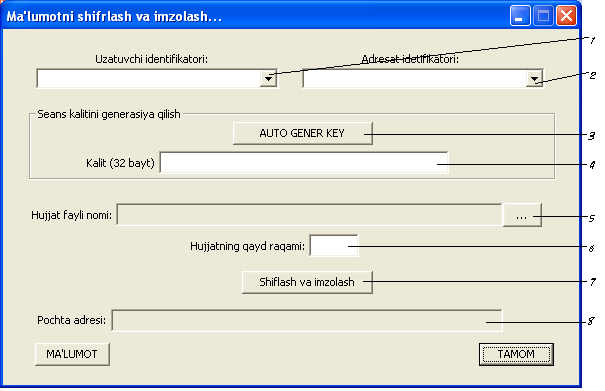 Ma'lumotni shifrlash va imzolash...
Uzatuvchi identifikatori: Adresat idetifikatori:
1
2
Seans kalitini generasiya qilish
AUTO GENER KEY
3
Kalit (32 bayt)
4
Hujjat fayli nomi: ...
5
Hujjatning qayd raqami:
6
Shiflash va imzolash
7
Pochta adresi:
8
MA'LUMOT TAMOM